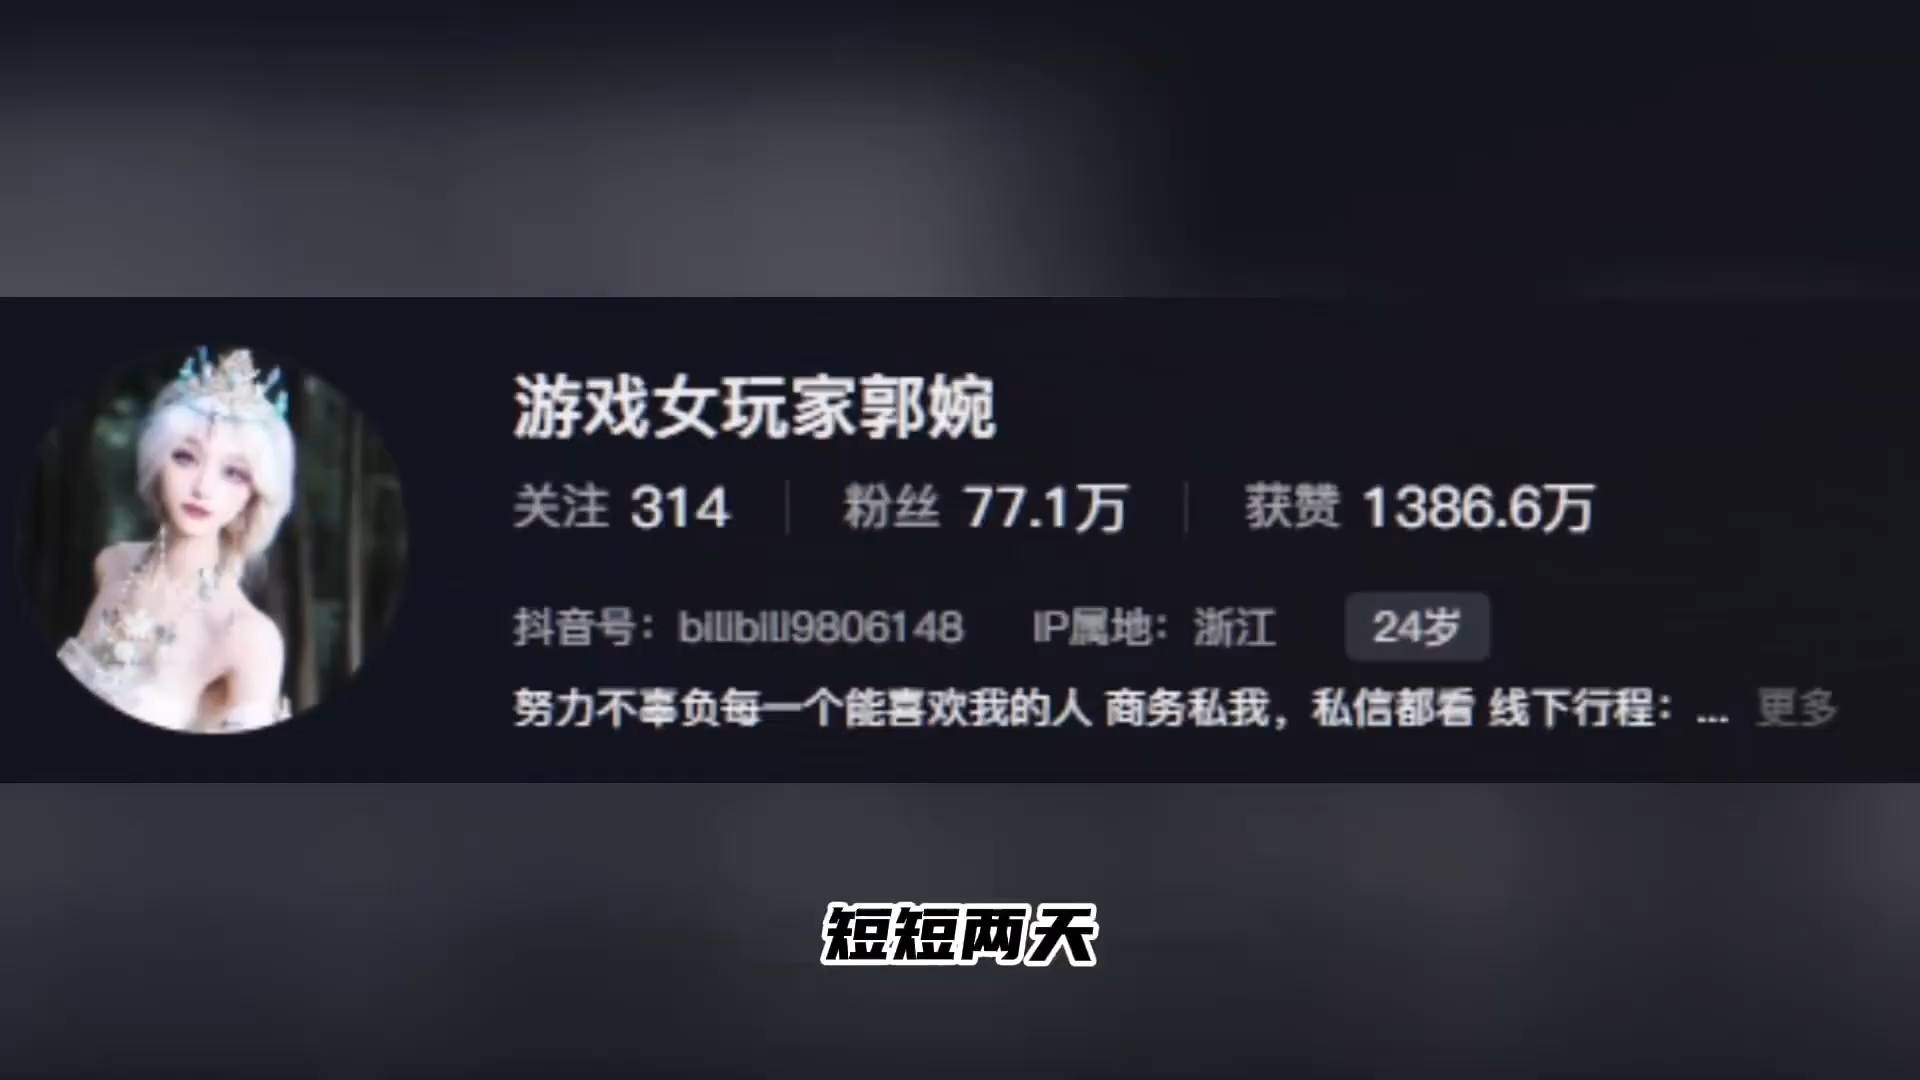 游戏女玩家郭婉
关注 314 粉丝 77.1万 获赞 1386.6万
抖音号：bilibili9806148 IP属地：浙江 24岁
努力不辜负每一个能喜欢我的人 商务私我，私信都看 线下行程：... 更多
短短两天